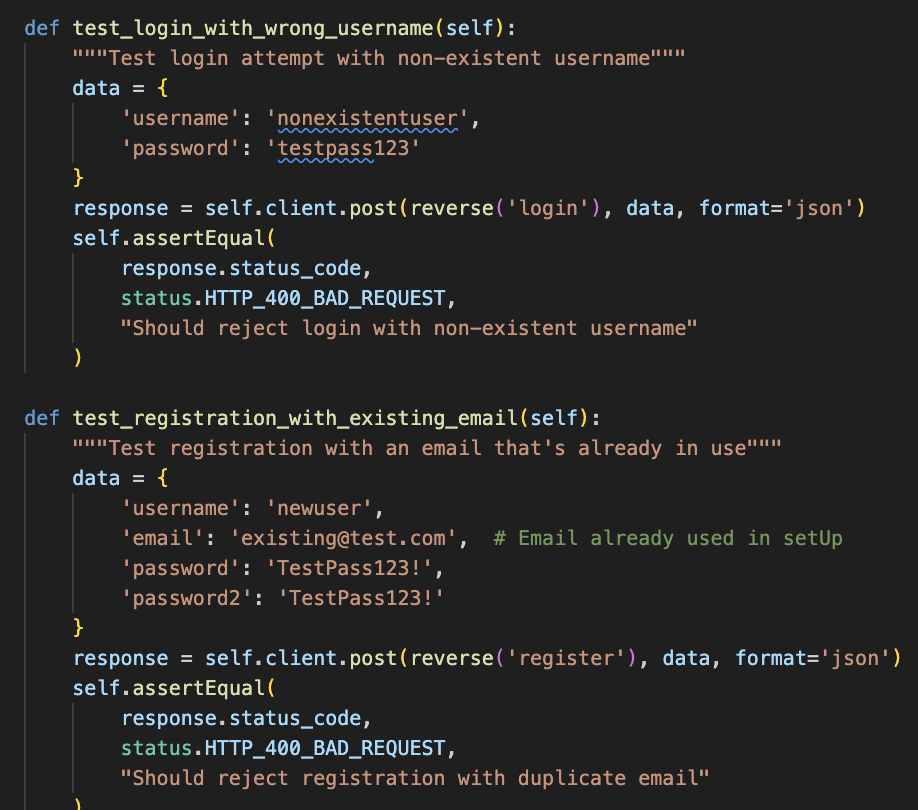 def test_login_with_wrong_username(self):
    """Test login attempt with non-existent username"""
    data = {
        'username': 'nonexistentuser',
        'password': 'testpass123'
    }
    response = self.client.post(reverse('login'), data, format='json')
    self.assertEqual(
        response.status_code,
        status.HTTP_400_BAD_REQUEST,
        "Should reject login with non-existent username"
    )

def test_registration_with_existing_email(self):
    """Test registration with an email that's already in use"""
    data = {
        'username': 'newuser',
        'email': 'existing@test.com',  # Email already used in setUp
        'password': 'TestPass123!',
        'password2': 'TestPass123!'
    }
    response = self.client.post(reverse('register'), data, format='json')
    self.assertEqual(
        response.status_code,
        status.HTTP_400_BAD_REQUEST,
        "Should reject registration with duplicate email"
    )